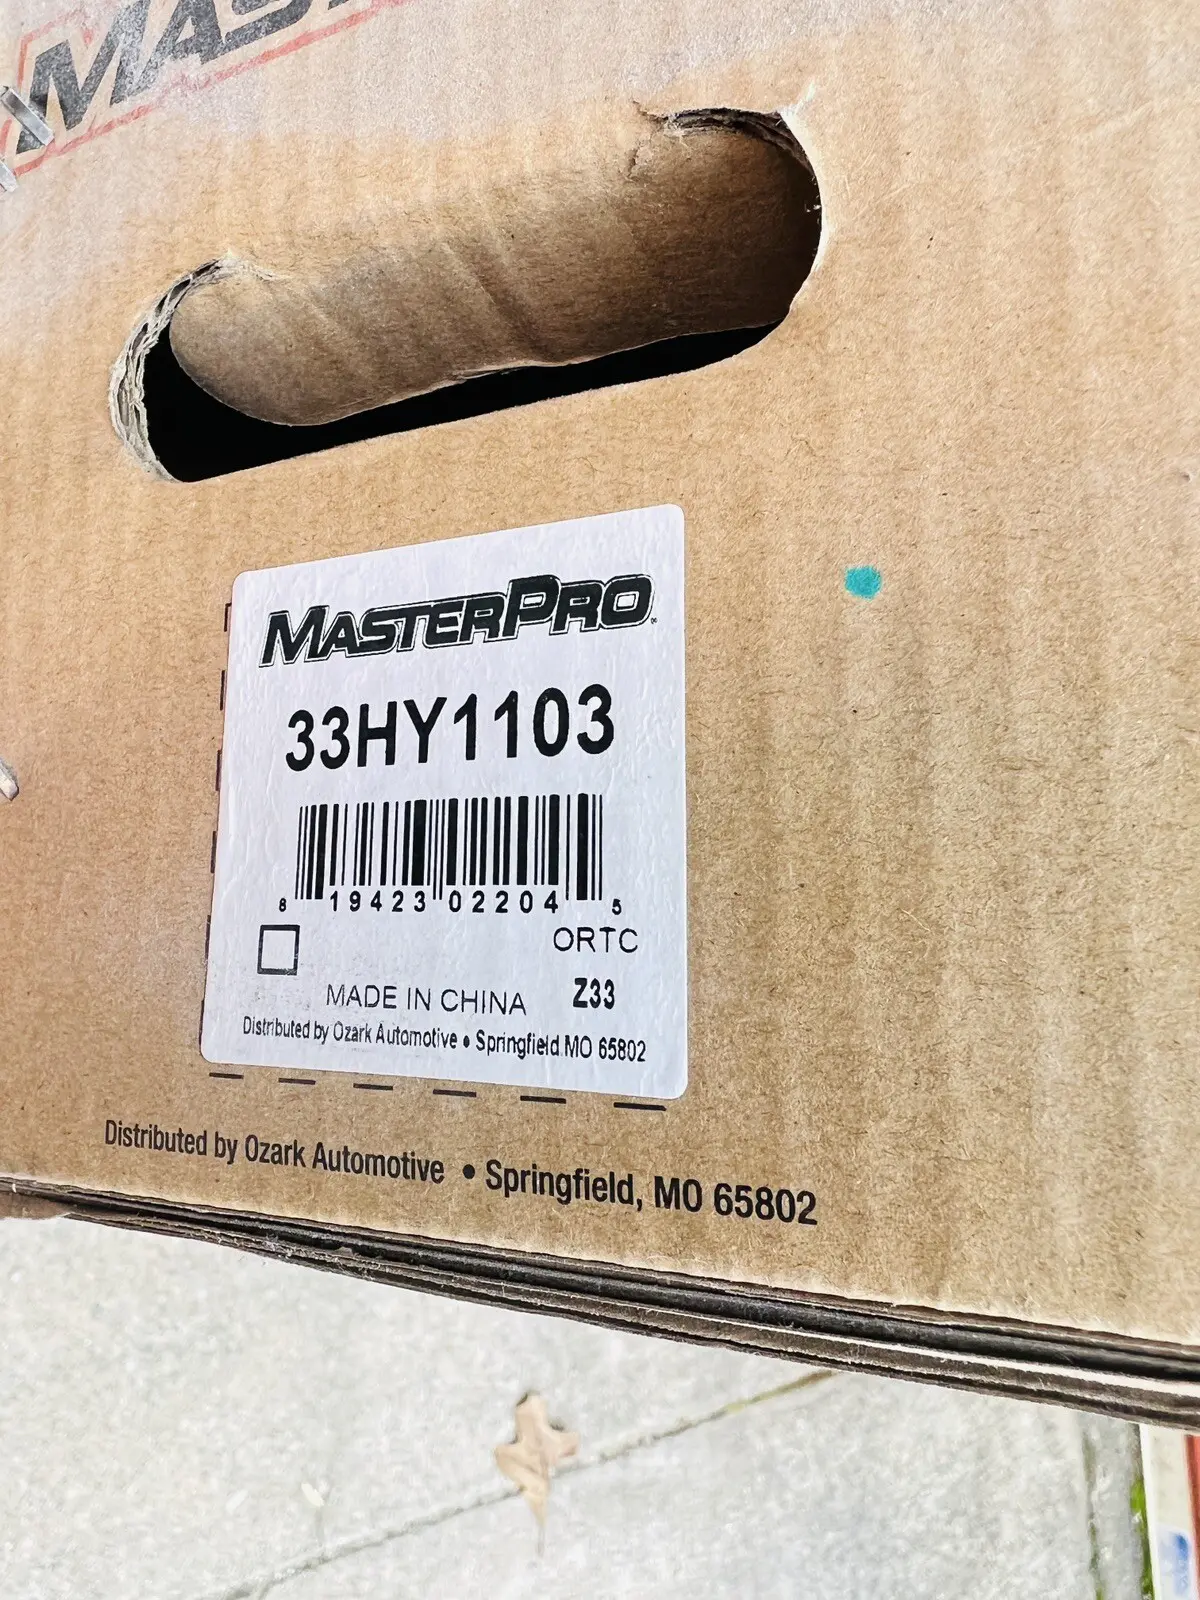 MASTERPRO
33HY1103
8 19423 02204 5
ORTC
MADE IN CHINA Z33
Distributed by Ozark Automotive • Springfield MO 65802
Distributed by Ozark Automotive • Springfield, MO 65802